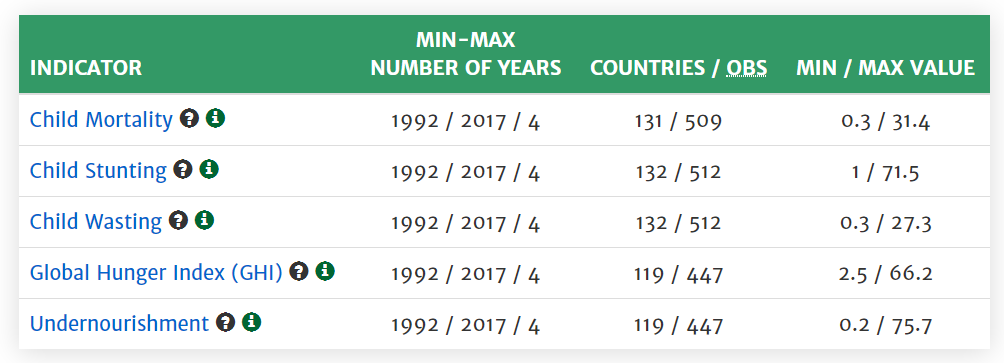 INDICATOR MIN-MAX NUMBER OF YEARS COUNTRIES / OBS MIN / MAX VALUE
Child Mortality 1992 / 2017 / 4 131 / 509 0.3 / 31.4
Child Stunting 1992 / 2017 / 4 132 / 512 1 / 71.5
Child Wasting 1992 / 2017 / 4 132 / 512 0.3 / 27.3
Global Hunger Index (GHI) 1992 / 2017 / 4 119 / 447 2.5 / 66.2
Undernourishment 1992 / 2017 / 4 119 / 447 0.2 / 75.7